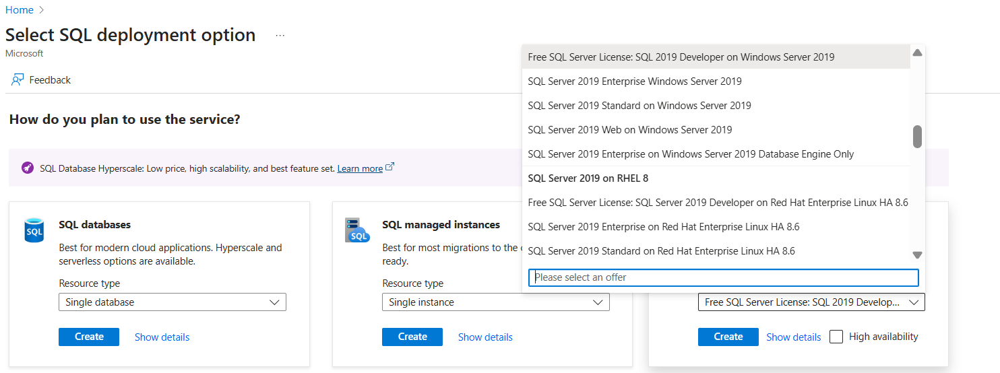 Home
Select SQL deployment option
...
Microsoft
Feedback
How do you plan to use the service?
SQL Database Hyperscale: Low price, high scalability, and best feature set. Learn more
SQL databases
Best for modern cloud applications. Hyperscale and
serverless options are available.
Resource type
Single database
Create
Show details
SQL managed instances
Best for most migrations to the
ready.
Resource type
Single instance
Create
Show details
Free SQL Server License: SQL 2019 Developer on Windows Server 2019
SQL Server 2019 Enterprise Windows Server 2019
SQL Server 2019 Standard on Windows Server 2019
SQL Server 2019 Web on Windows Server 2019
SQL Server 2019 Enterprise on Windows Server 2019 Database Engine Only
SQL Server 2019 on RHEL 8
Free SQL Server License: SQL Server 2019 Developer on Red Hat Enterprise Linux HA 8.6
SQL Server 2019 Enterprise on Red Hat Enterprise Linux HA 8.6
SQL Server 2019 Standard on Red Hat Enterprise Linux HA 8.6
Please select an offer
Free SQL Server License: SQL 2019 Develop...
Create
Show details
High availability
SQL
SQL